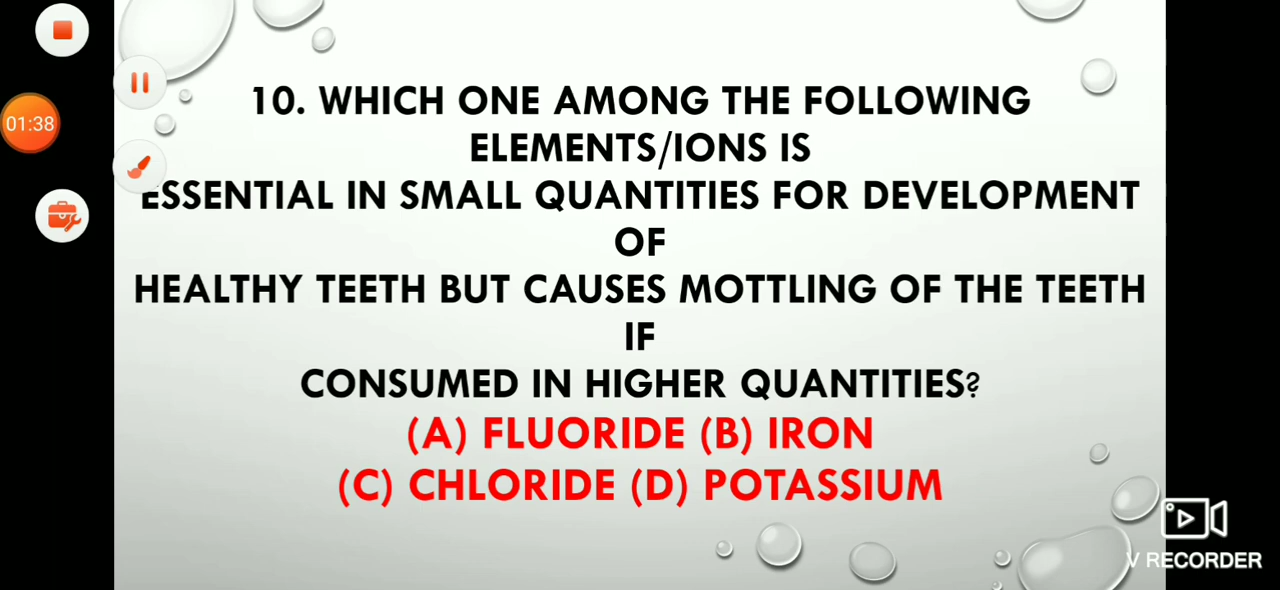 01:38
10. WHICH ONE AMONG THE FOLLOWING
ELEMENTS/IONS IS
ESSENTIAL IN SMALL QUANTITIES FOR DEVELOPMENT
OF
HEALTHY TEETH BUT CAUSES MOTTLING OF THE TEETH
IF
CONSUMED IN HIGHER QUANTITIES?
(A) FLUORIDE (B) IRON
(C) CHLORIDE (D) POTASSIUM
V RECORDER